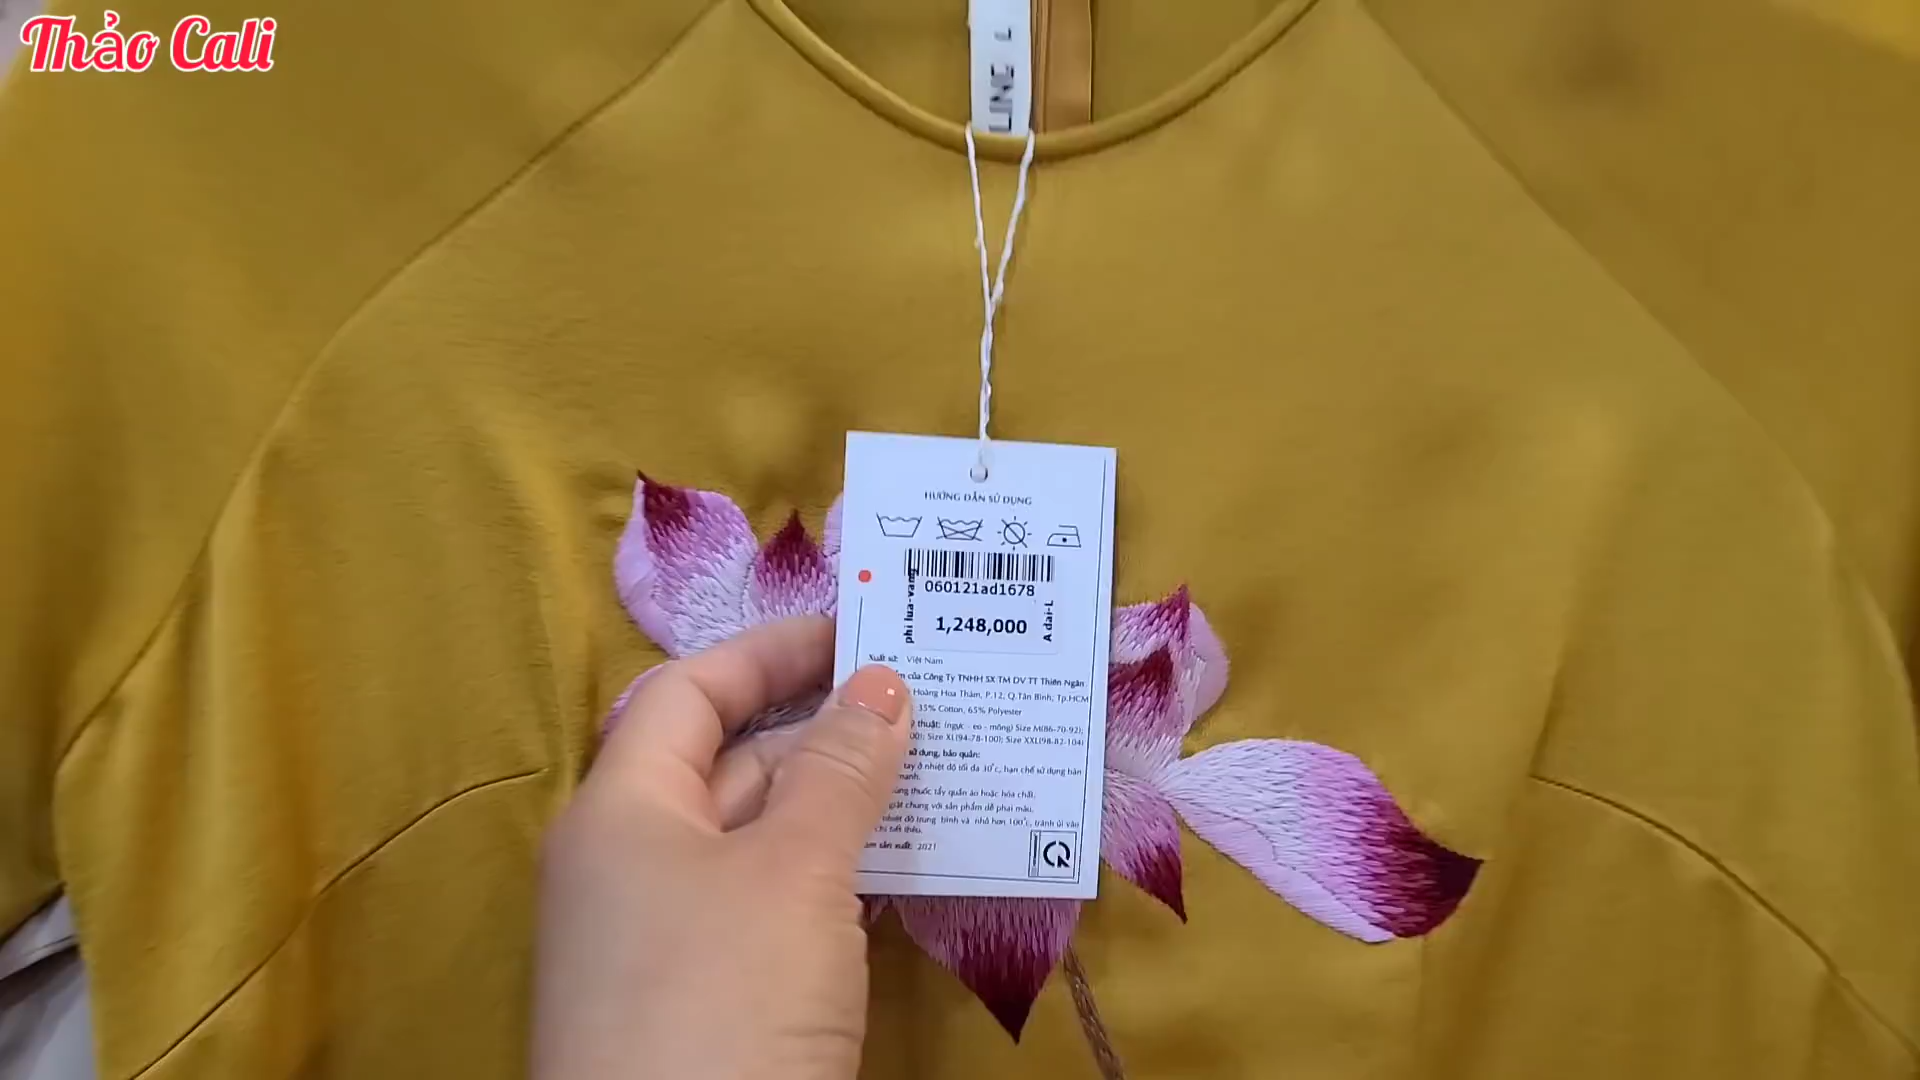 Thảo Cali
LINE
L
HƯỚNG DẪN SỬ DỤNG
060121ad1678
1,248,000
phi lua-vang
A dai-L
Xuất sứ: Việt Nam
của Công Ty TNHH SX TM DV TT Thiên Ngân
Hoàng Hoa Thám, P.12, Q.Tân Bình, Tp.HCM
35% Cotton, 65% Polyester
thuật: (ngực - eo - mông) Size M(86-70-92);
Size XL(94-78-100); Size XXL(98-82-104)
sử dụng, bảo quản:
tay ở nhiệt độ tối đa 30°c, hạn chế sử dụng bàn
mạnh.
thuốc tẩy quần áo hoặc hóa chất.
giặt chung với sản phẩm dễ phai màu.
nhiệt độ trung bình và nhỏ hơn 100°c, tránh ủi vào
chi tiết thêu.
sản xuất: 2021